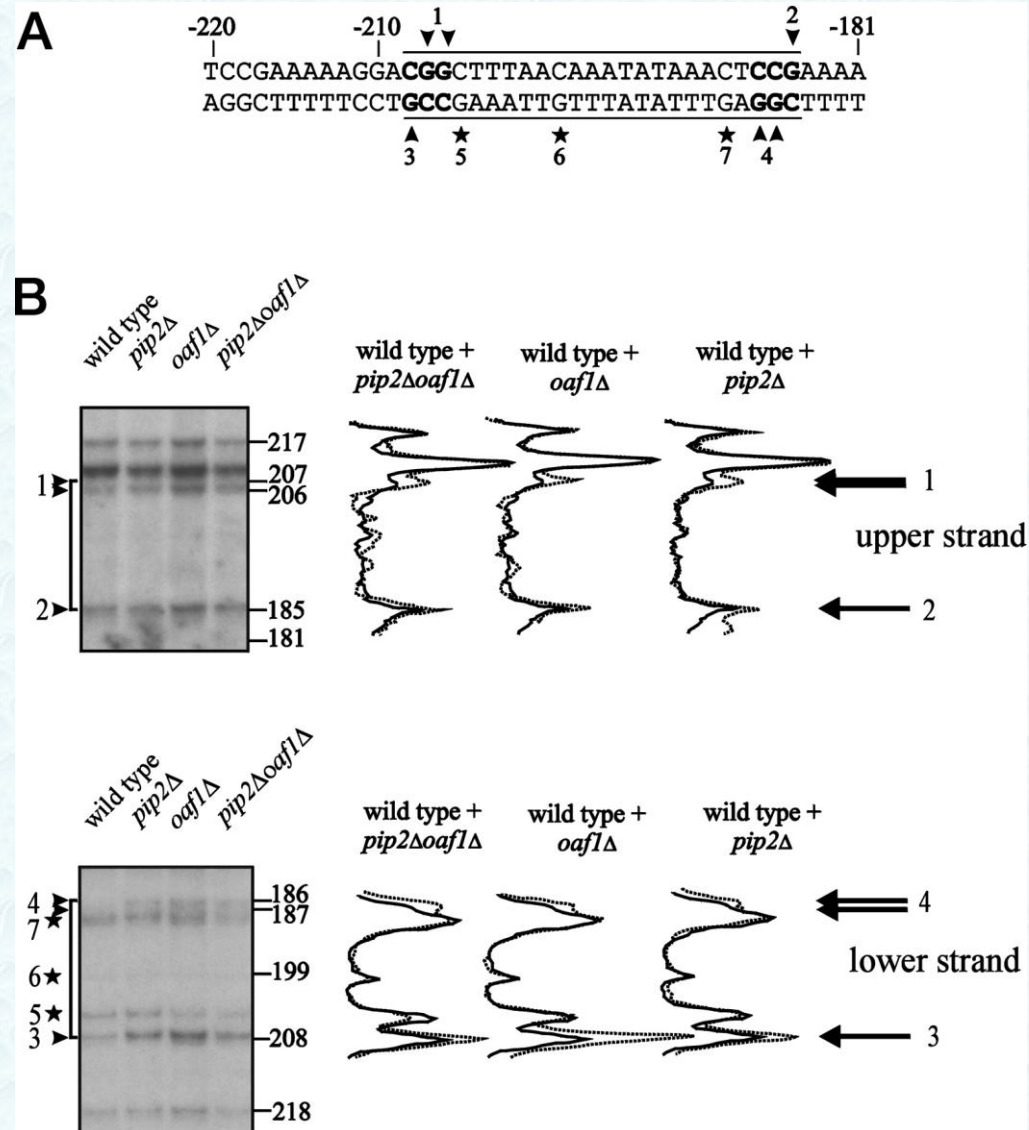 A
1 2
-220 -210 -181
TCCGAAAAAGGACGGCTTTAACAAATATAAACTCCGAAAA
AGGCTTTTTCCTGCCGAAATTGTTTATATTTGAGGCTTTT
3 5 6 7 4
B
wild type
pip2Δ
oaf1Δ
pip2Δoaf1Δ
wild type + wild type + wild type +
pip2Δoaf1Δ oaf1Δ pip2Δ
217
207
1 206 1
upper strand
2 185 2
181
wild type
pip2Δ
oaf1Δ
pip2Δoaf1Δ
wild type + wild type + wild type +
pip2Δoaf1Δ oaf1Δ pip2Δ
4 186 4
7 187
6 199 lower strand
5
3 208 3
218